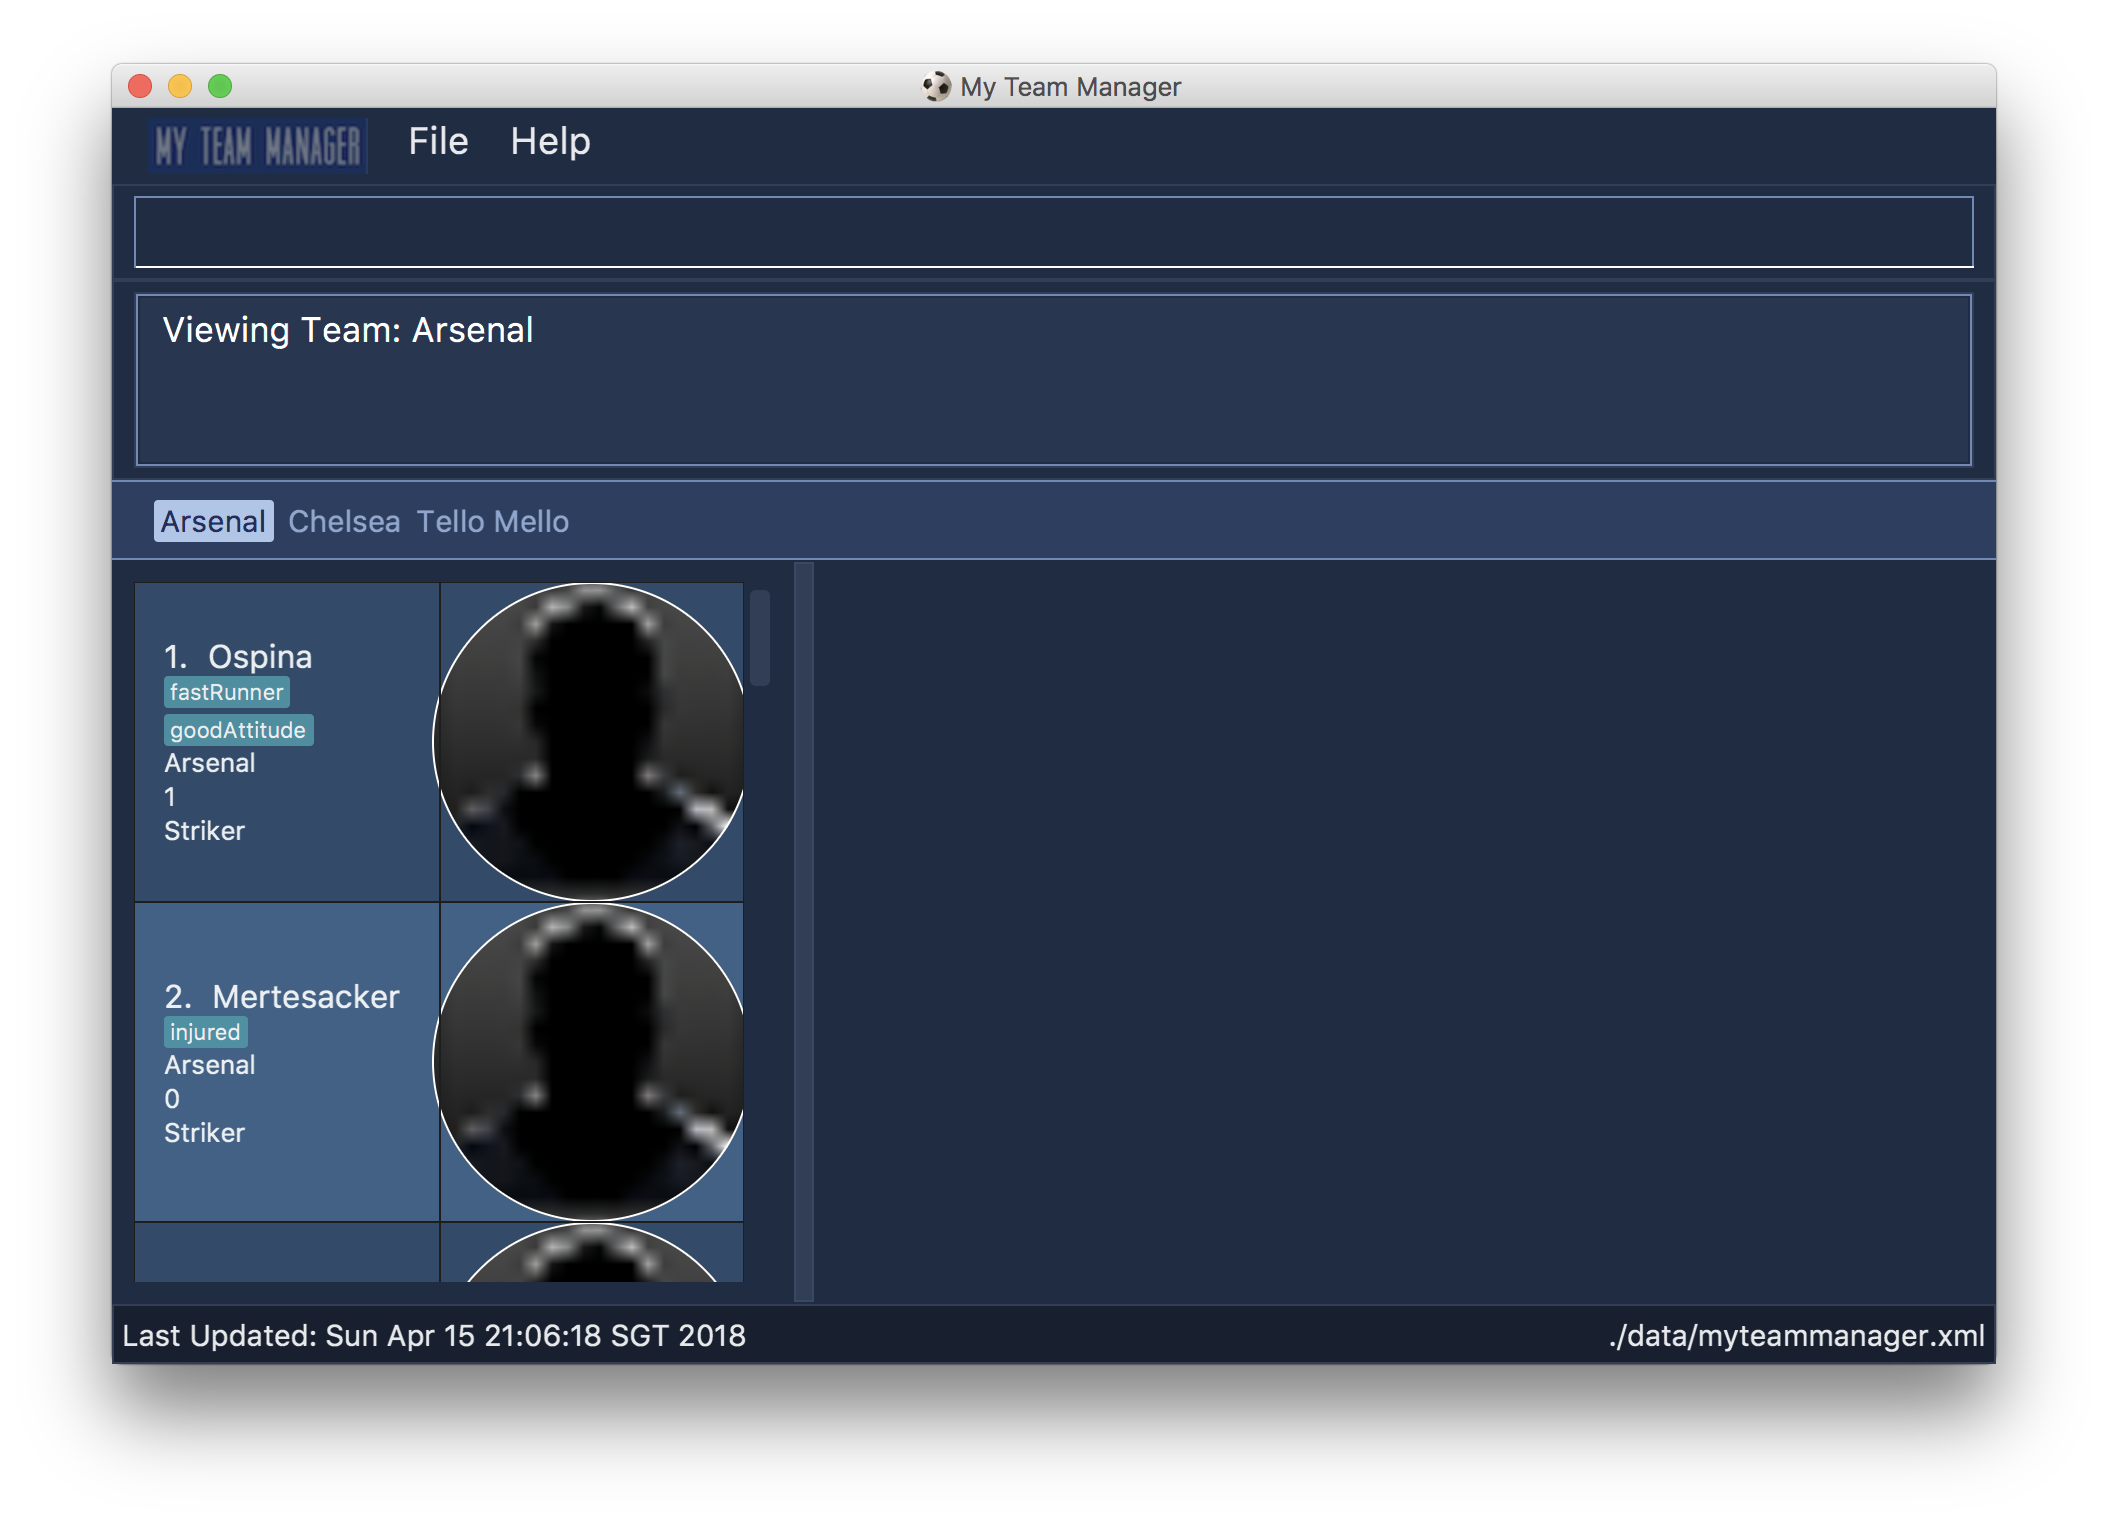 My Team Manager
MY TEAM MANAGER File Help
Viewing Team: Arsenal
Arsenal Chelsea Tello Mello
1. Ospina
fastRunner
goodAttitude
Arsenal
1
Striker
2. Mertesacker
injured
Arsenal
0
Striker
Last Updated: Sun Apr 15 21:06:18 SGT 2018
./data/myteammanager.xml